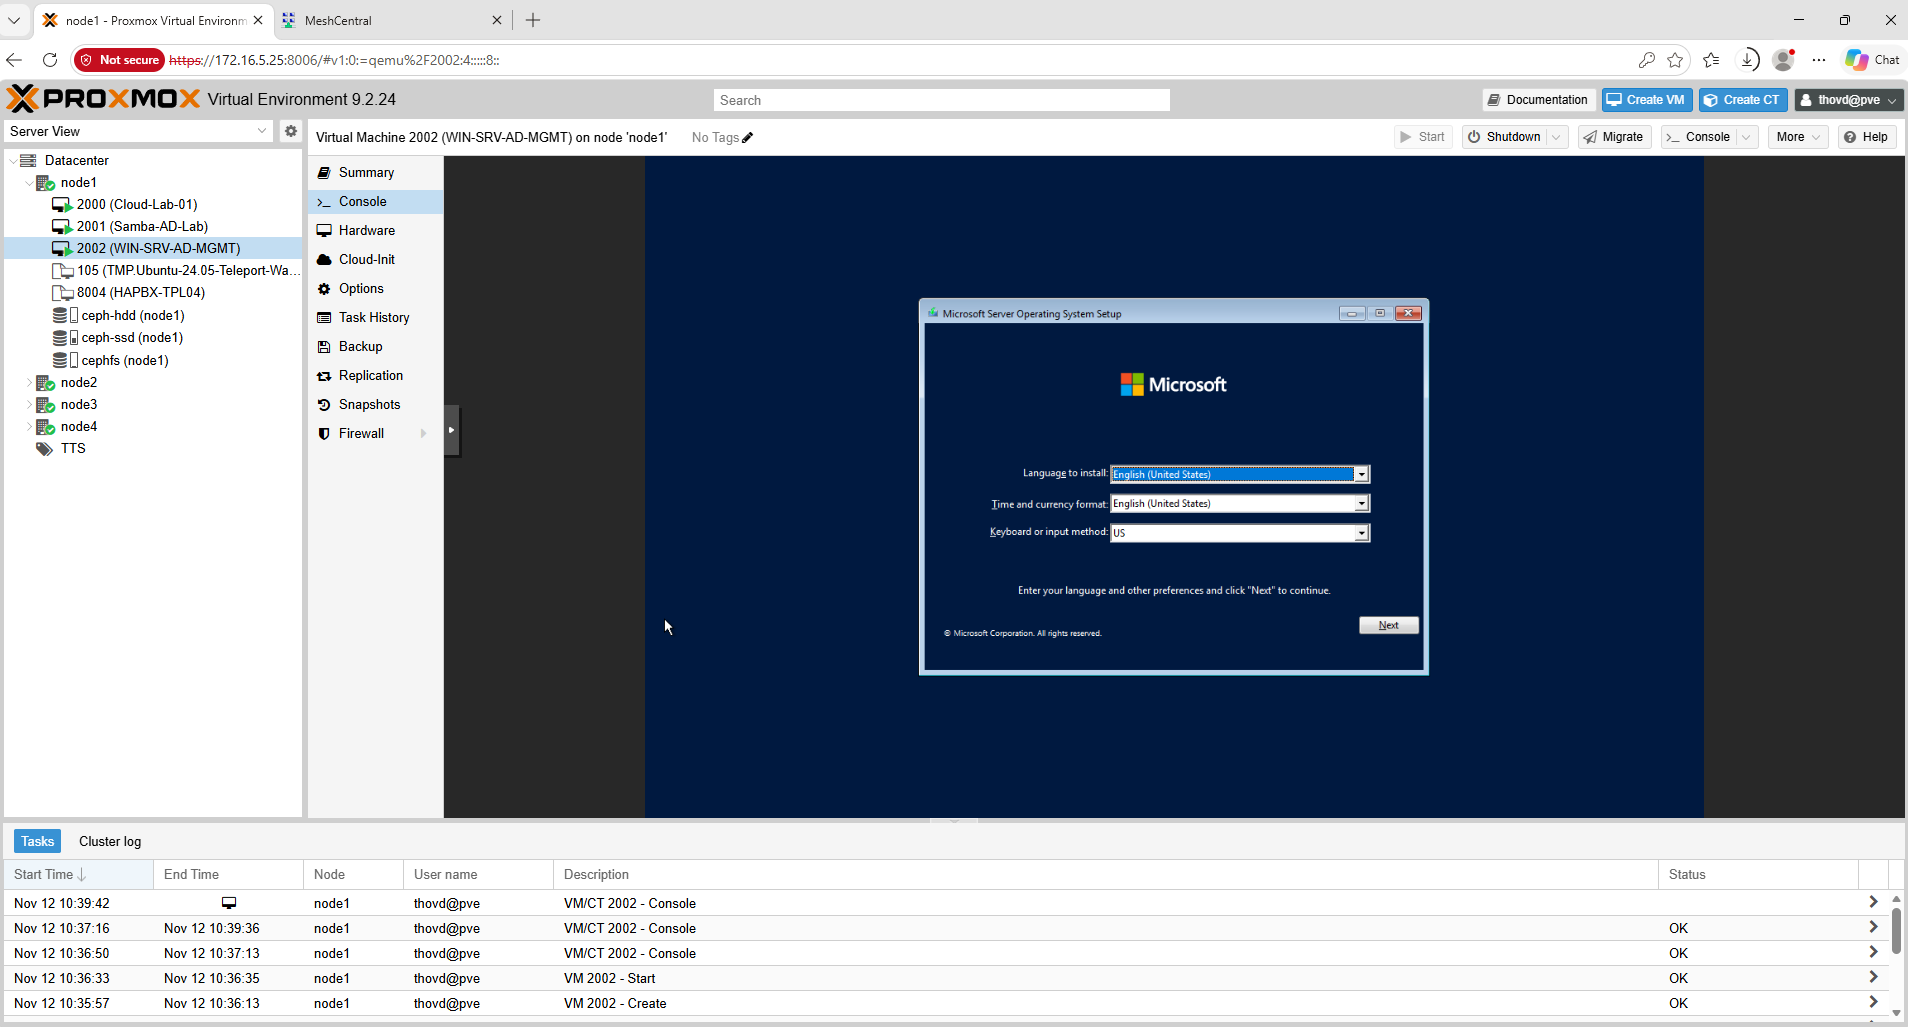 node1 - Proxmox Virtual Environm
MeshCentral
Not secure https://172.16.5.25:8006/#v1:0:=qemu%2F2002:4:::::8::
Chat
PROXMOX Virtual Environment 9.2.24
Search
Documentation
Create VM
Create CT
thovd@pve
Server View
Virtual Machine 2002 (WIN-SRV-AD-MGMT) on node 'node1'
No Tags
Start
Shutdown
Migrate
Console
More
Help
Datacenter
node1
2000 (Cloud-Lab-01)
2001 (Samba-AD-Lab)
2002 (WIN-SRV-AD-MGMT)
105 (TMP.Ubuntu-24.05-Teleport-Wa...
8004 (HAPBX-TPL04)
ceph-hdd (node1)
ceph-ssd (node1)
cephfs (node1)
node2
node3
node4
TTS
Summary
Console
Hardware
Cloud-Init
Options
Task History
Backup
Replication
Snapshots
Firewall
Microsoft Server Operating System Setup
Microsoft
Language to install: English (United States)
Time and currency format: English (United States)
Keyboard or input method: US
Enter your language and other preferences and click "Next" to continue.
Next
© Microsoft Corporation. All rights reserved.
Tasks
Cluster log
Start Time End Time Node User name Description Status
Nov 12 10:39:42 node1 thovd@pve VM/CT 2002 - Console
Nov 12 10:37:16 Nov 12 10:39:36 node1 thovd@pve VM/CT 2002 - Console OK
Nov 12 10:36:50 Nov 12 10:37:13 node1 thovd@pve VM/CT 2002 - Console OK
Nov 12 10:36:33 Nov 12 10:36:35 node1 thovd@pve VM 2002 - Start OK
Nov 12 10:35:57 Nov 12 10:36:13 node1 thovd@pve VM 2002 - Create OK